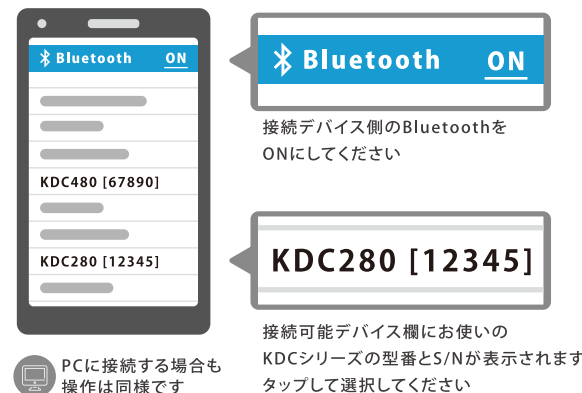 Bluetooth ON
KDC480 [67890]
KDC280 [12345]
PCに接続する場合も
操作は同様です
Bluetooth ON
接続デバイス側のBluetoothを
ONにしてください
KDC280 [12345]
接続可能デバイス欄にお使いの
KDCシリーズの型番とS/Nが表示されます
タップして選択してください